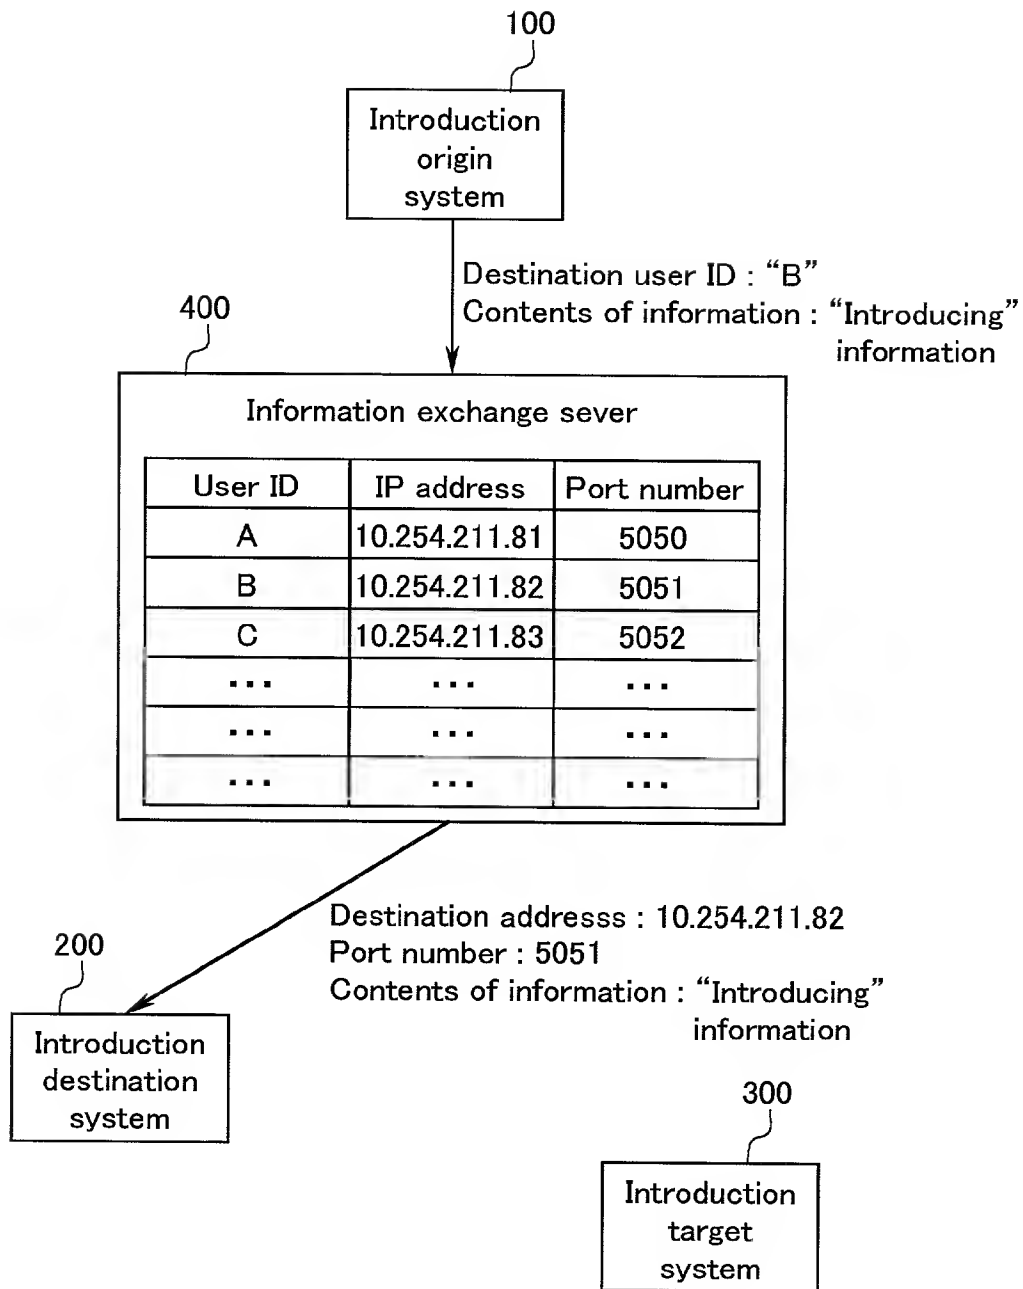 100
Introduction
origin
system
Destination user ID : “B”
Contents of information : “Introducing”
information
400
Information exchange sever
User ID IP address Port number
A 10.254.211.81 5050
B 10.254.211.82 5051
C 10.254.211.83 5052
... ... ...
... ... ...
... ... ...
Destination addresss : 10.254.211.82
Port number : 5051
Contents of information : “Introducing”
information
200
Introduction
destination
system
300
Introduction
target
system